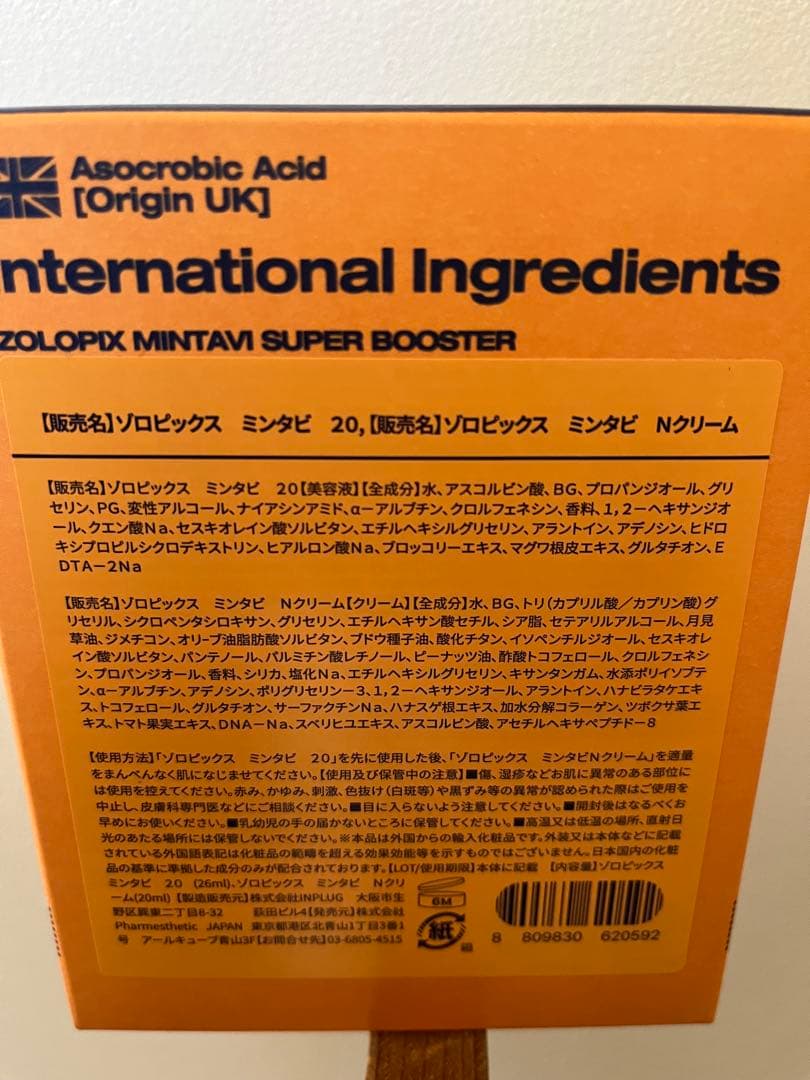 Asocrobic Acid
[Origin UK]
nternational Ingredients
ZOLOPIX MINTAVI SUPER BOOSTER
【販売名】ゾロピックス　ミンタビ　20,【販売名】ゾロピックス　ミンタビ　Nクリーム
【販売名】ゾロピックス　ミンタビ　20【美容液】【全成分】水、アスコルビン酸、BG、プロパンジオール、グリ
セリン、PG、変性アルコール、ナイアシンアミド、α－アルブチン、クロルフェネシン、香料、1,2－ヘキサンジオ
ール、クエン酸Na、セスキオレイン酸ソルビタン、エチルヘキシルグリセリン、アラントイン、アデノシン、ヒドロ
キシプロピルシクロデキストリン、ヒアルロン酸Na、ブロッコリーエキス、マグワ根皮エキス、グルタチオン、E
DTA－2Na
【販売名】ゾロピックス　ミンタビ　Nクリーム【クリーム】【全成分】水、BG、トリ(カプリル酸／カプリン酸)グ
リセリル、シクロペンタシロキサン、グリセリン、エチルヘキサン酸セチル、シア脂、セテアリルアルコール、月見
草油、ジメチコン、オリーブ油脂肪酸ソルビタン、ブドウ種子油、酸化チタン、イソペンチルジオール、セスキオレ
イン酸ソルビタン、パンテノール、パルミチン酸レチノール、ピーナッツ油、酢酸トコフェロール、クロルフェネシ
ン、プロパンジオール、香料、シリカ、塩化Na、エチルヘキシルグリセリン、キサンタンガム、水添ポリイソブテ
ン、α－アルブチン、アデノシン、ポリグリセリン－3、1,2－ヘキサンジオール、アラントイン、ハナビラタケエキ
ス、トコフェロール、グルタチオン、サーファクチンNa、ハナスゲ根エキス、加水分解コラーゲン、ツボクサ葉エ
キス、トマト果実エキス、DNA－Na、スベリヒユエキス、アスコルビン酸、アセチルヘキサペプチド－8
【使用方法】「ゾロピックス　ミンタビ　20」を先に使用した後、「ゾロピックス　ミンタビNクリーム」を適量
をまんべんなく肌になじませてください。【使用及び保管中の注意】■傷、湿疹などお肌に異常のある部位に
は使用を控えてください。赤み、かゆみ、刺激、色抜け(白斑等)や黒ずみ等の異常が認められた際はご使用を
中止し、皮膚科専門医などにご相談ください。■目に入らないよう注意してください。■開封後はなるべくお
早めにお使いください。■乳幼児の手の届かないところに保管してください。■高温又は低温の場所、直射日
光のあたる場所には保管しないでください。※本品は外国からの輸入化粧品です。外装又は本体などに記載
されている外国語表記は化粧品の範疇を超える効果効能等を示すものではございません。日本国内の化粧
品の基準に準拠した成分のみが配合されております。【LOT/使用期限】本体に記載　【内容量】ゾロピックス
ミンタビ　20　(26ml)、ゾロピックス　ミンタビ　Nクリ
ーム(20ml)　【製造販売元】株式会社INPLUG　大阪市生
野区巽東二丁目8-32　荻田ビル4【発売元】株式会社
Pharmesthetic　JAPAN　東京都港区北青山1丁目3番1
号　アールキューブ青山3F【お問合せ先】03-6805-4515
6M
紙
箱
8 809830 620592